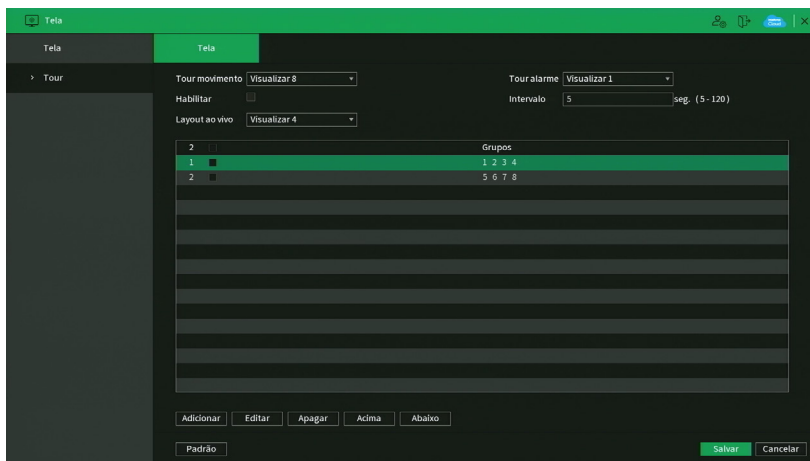 Tela
Tela
Tela
> Tour
Tour movimento Visualizar 8
Tour alarme Visualizar 1
Habilitar
Intervalo 5 seg. (5-120)
Layout ao vivo Visualizar 4
2 Grupos
1 1 2 3 4
2 5 6 7 8
Adicionar Editar Apagar Acima Abaixo
Padrão Salvar Cancelar